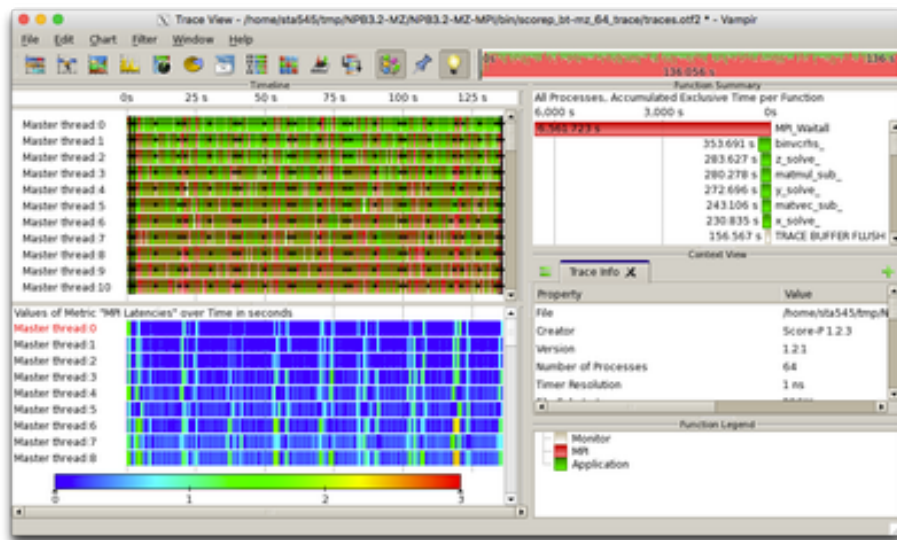 Trace View - /home/sta545/tmp/NPB3.2-MZ/NPB3.2-MZ-MPI/bin/scorep_bt-mz_64_trace/traces.otf2 * - Vampir
File Edit Chart Filter Window Help
0s 136 s
136.056 s
Timeline
0s 25 s 50 s 75 s 100 s 125 s
Master thread:0
Master thread:1
Master thread:2
Master thread:3
Master thread:4
Master thread:5
Master thread:6
Master thread:7
Master thread:8
Master thread:9
Master thread:10
Values of Metric "MPI Latencies" over Time in seconds
Master thread:0
Master thread:1
Master thread:2
Master thread:3
Master thread:4
Master thread:5
Master thread:6
Master thread:7
Master thread:8
0 1 2 3
Function Summary
All Processes, Accumulated Exclusive Time per Function
6,000 s 3,000 s 0s
6,561.723 s MPI_Waitall
353.691 s binvcrhs_
283.627 s z_solve_
280.278 s matmul_sub_
272.696 s y_solve_
243.106 s matvec_sub_
230.835 s x_solve_
156.567 s TRACE BUFFER FLUSH
Context View
Trace Info
Property Value
File /home/sta545/tmp/N
Creator Score-P 1.2.3
Version 1.2.1
Number of Processes 64
Timer Resolution 1 ns
Function Legend
Monitor
MPI
Application